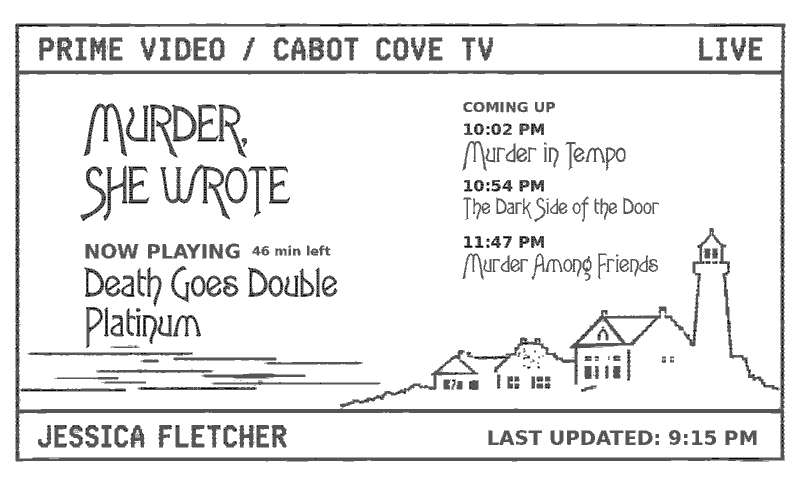 PRIME VIDEO / CABOT COVE TV
LIVE
MURDER,
SHE WROTE
NOW PLAYING 46 min left
Death Goes Double
Platinum
COMING UP
10:02 PM
Murder in Tempo
10:54 PM
The Dark Side of the Door
11:47 PM
Murder Among Friends
JESSICA FLETCHER
LAST UPDATED: 9:15 PM